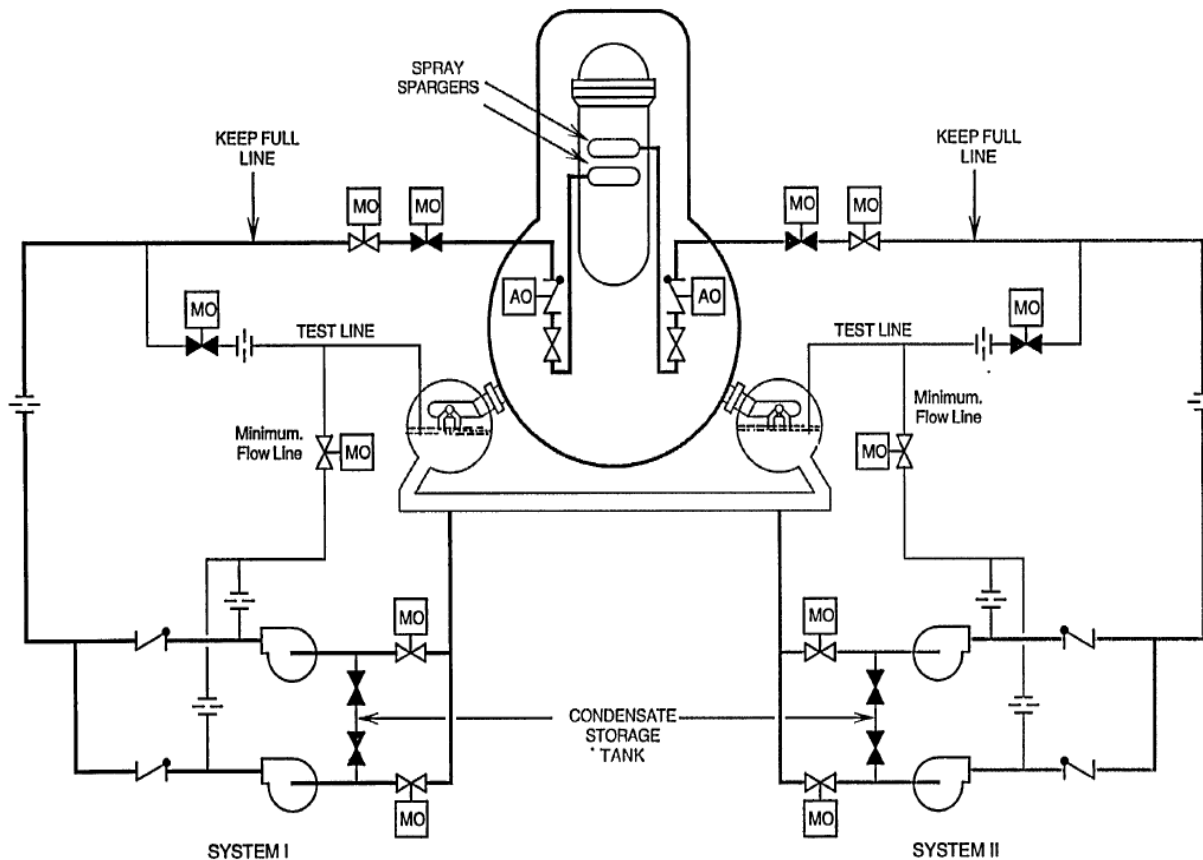 SPRAY
SPARGERS
KEEP FULL
LINE
KEEP FULL
LINE
MO
MO
MO
MO
AO
AO
MO
MO
TEST LINE
TEST LINE
Minimum.
Flow Line
MO
Minimum.
Flow Line
MO
MO
MO
CONDENSATE
STORAGE
TANK
MO
MO
SYSTEM I
SYSTEM II